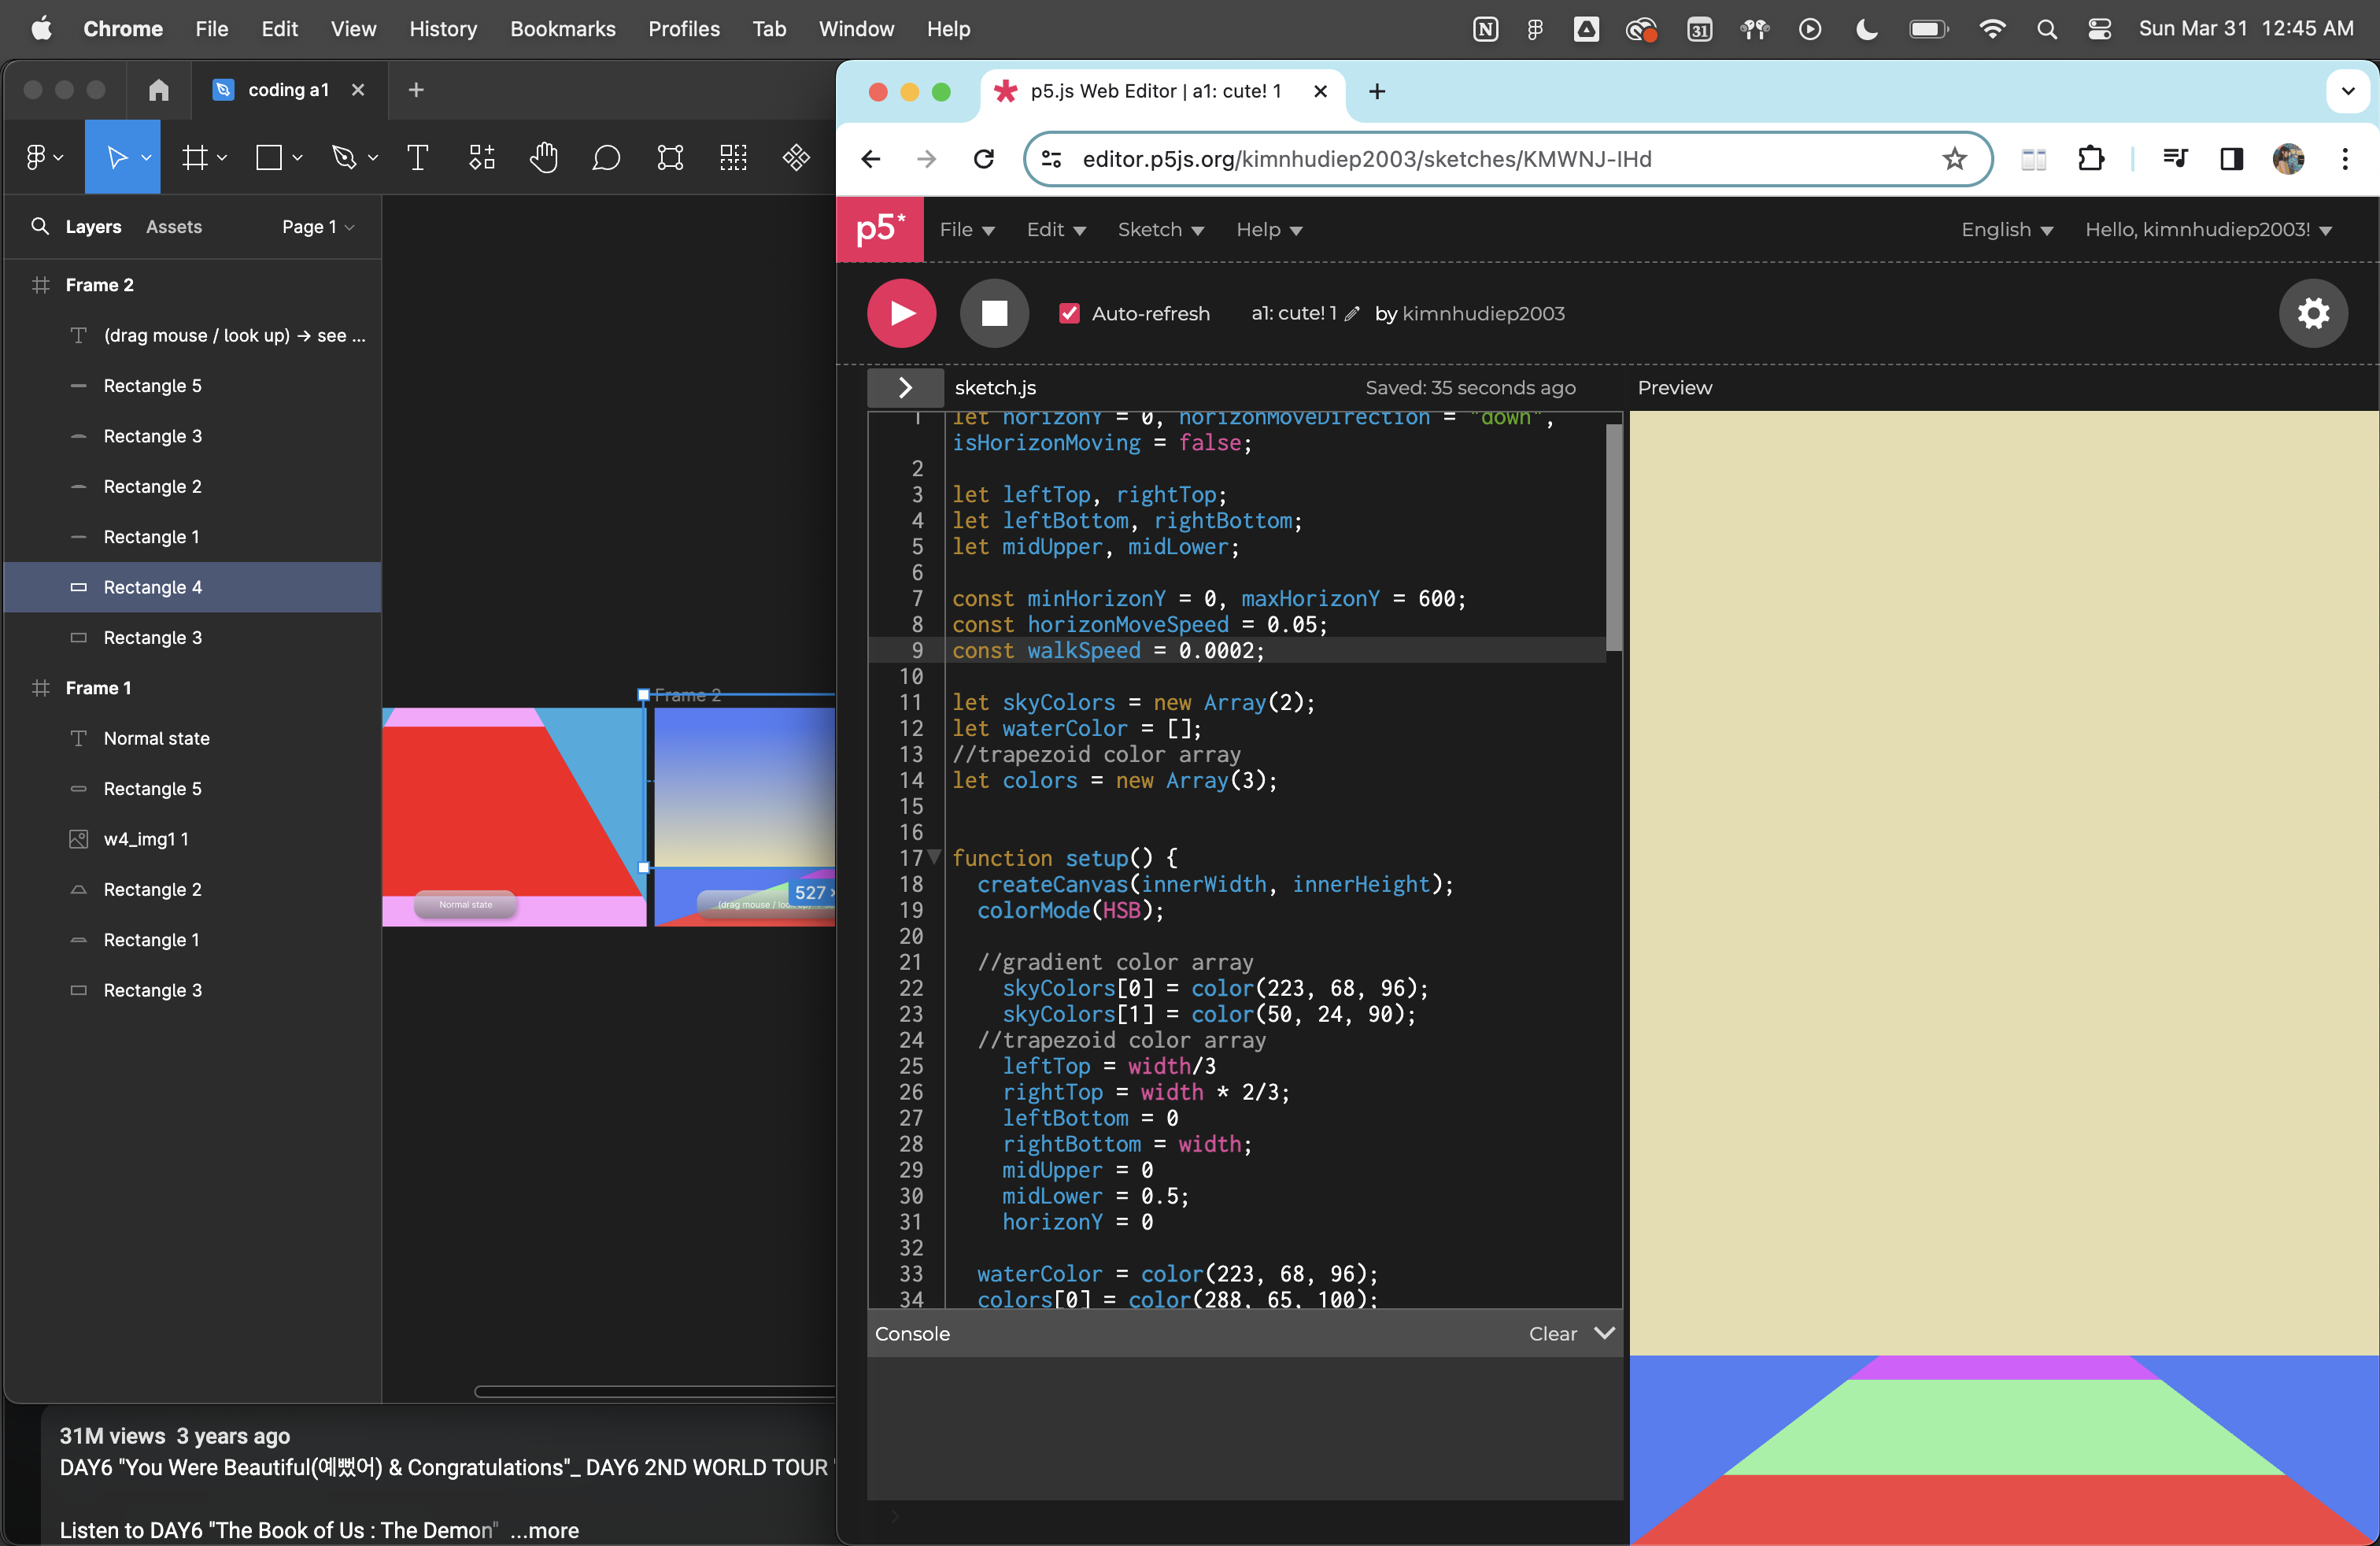 Chrome File Edit View History Bookmarks Profiles Tab Window Help 31 Sun Mar 31 12:45 AM
coding a1
Layers Assets Page 1
Frame 2
(drag mouse / look up) → see ...
Rectangle 5
Rectangle 3
Rectangle 2
Rectangle 1
Rectangle 4
Rectangle 3
Frame 1
Normal state
Rectangle 5
w4_img1 1
Rectangle 2
Rectangle 1
Rectangle 3
Frame 2
Normal state
(drag mouse /
527 ×
31M views 3 years ago
DAY6 "You Were Beautiful(예뻤어) & Congratulations"_ DAY6 2ND WORLD TOUR
Listen to DAY6 "The Book of Us : The Demon" ...more
p5.js Web Editor | a1: cute! 1
editor.p5js.org/kimnhudiep2003/sketches/KMWNJ-IHd
p5* File Edit Sketch Help English Hello, kimnhudiep2003!
Auto-refresh a1: cute! 1 by kimnhudiep2003
sketch.js Saved: 35 seconds ago Preview
1 let horizonY = 0, horizonMoveDirection = "down",
isHorizonMoving = false;
2
3 let leftTop, rightTop;
4 let leftBottom, rightBottom;
5 let midUpper, midLower;
6
7 const minHorizonY = 0, maxHorizonY = 600;
8 const horizonMoveSpeed = 0.05;
9 const walkSpeed = 0.0002;
10
11 let skyColors = new Array(2);
12 let waterColor = [];
13 //trapezoid color array
14 let colors = new Array(3);
15
16
17 function setup() {
18 createCanvas(innerWidth, innerHeight);
19 colorMode(HSB);
20
21 //gradient color array
22 skyColors[0] = color(223, 68, 96);
23 skyColors[1] = color(50, 24, 90);
24 //trapezoid color array
25 leftTop = width/3
26 rightTop = width * 2/3;
27 leftBottom = 0
28 rightBottom = width;
29 midUpper = 0
30 midLower = 0.5;
31 horizonY = 0
32
33 waterColor = color(223, 68, 96);
34 colors[0] = color(288, 65, 100);
Console Clear